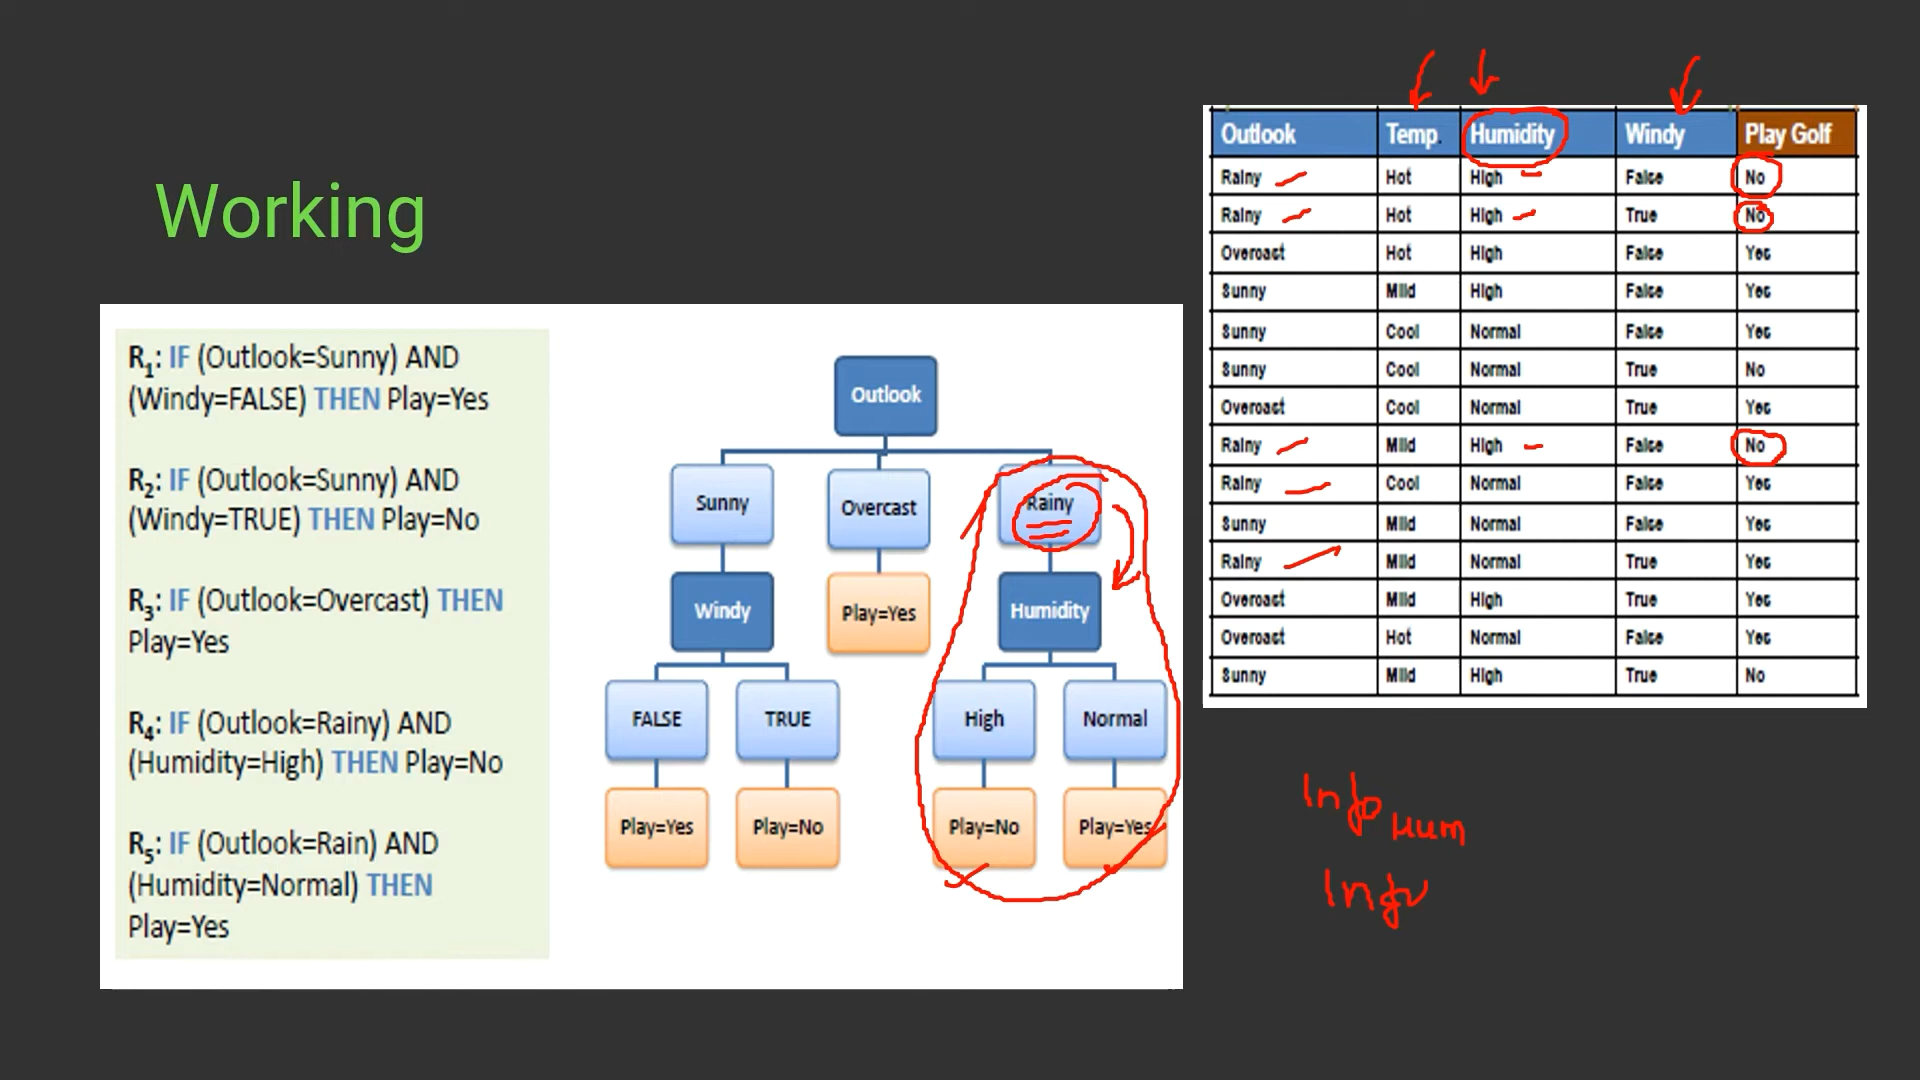 Working
R1: IF (Outlook=Sunny) AND
(Windy=FALSE) THEN Play=Yes
R2: IF (Outlook=Sunny) AND
(Windy=TRUE) THEN Play=No
R3: IF (Outlook=Overcast) THEN
Play=Yes
R4: IF (Outlook=Rainy) AND
(Humidity=High) THEN Play=No
R5: IF (Outlook=Rain) AND
(Humidity=Normal) THEN
Play=Yes
Outlook
Sunny Overcast Rainy
Windy Play=Yes Humidity
FALSE TRUE High Normal
Play=Yes Play=No Play=No Play=Yes
Outlook Temp. Humidity Windy Play Golf
Rainy Hot High False No
Rainy Hot High True No
Overcast Hot High False Yes
Sunny Mild High False Yes
Sunny Cool Normal False Yes
Sunny Cool Normal True No
Overcast Cool Normal True Yes
Rainy Mild High False No
Rainy Cool Normal False Yes
Sunny Mild Normal False Yes
Rainy Mild Normal True Yes
Overcast Mild High True Yes
Overcast Hot Normal False Yes
Sunny Mild High True No
Info Hum